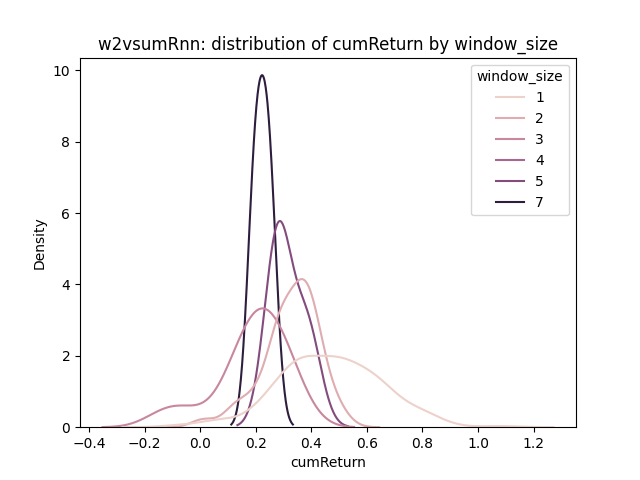 w2vsumRnn: distribution of cumReturn by window_size
window_size
1
2
3
4
5
7
Density
10
8
6
4
2
0
−0.4 −0.2 0.0 0.2 0.4 0.6 0.8 1.0 1.2
cumReturn